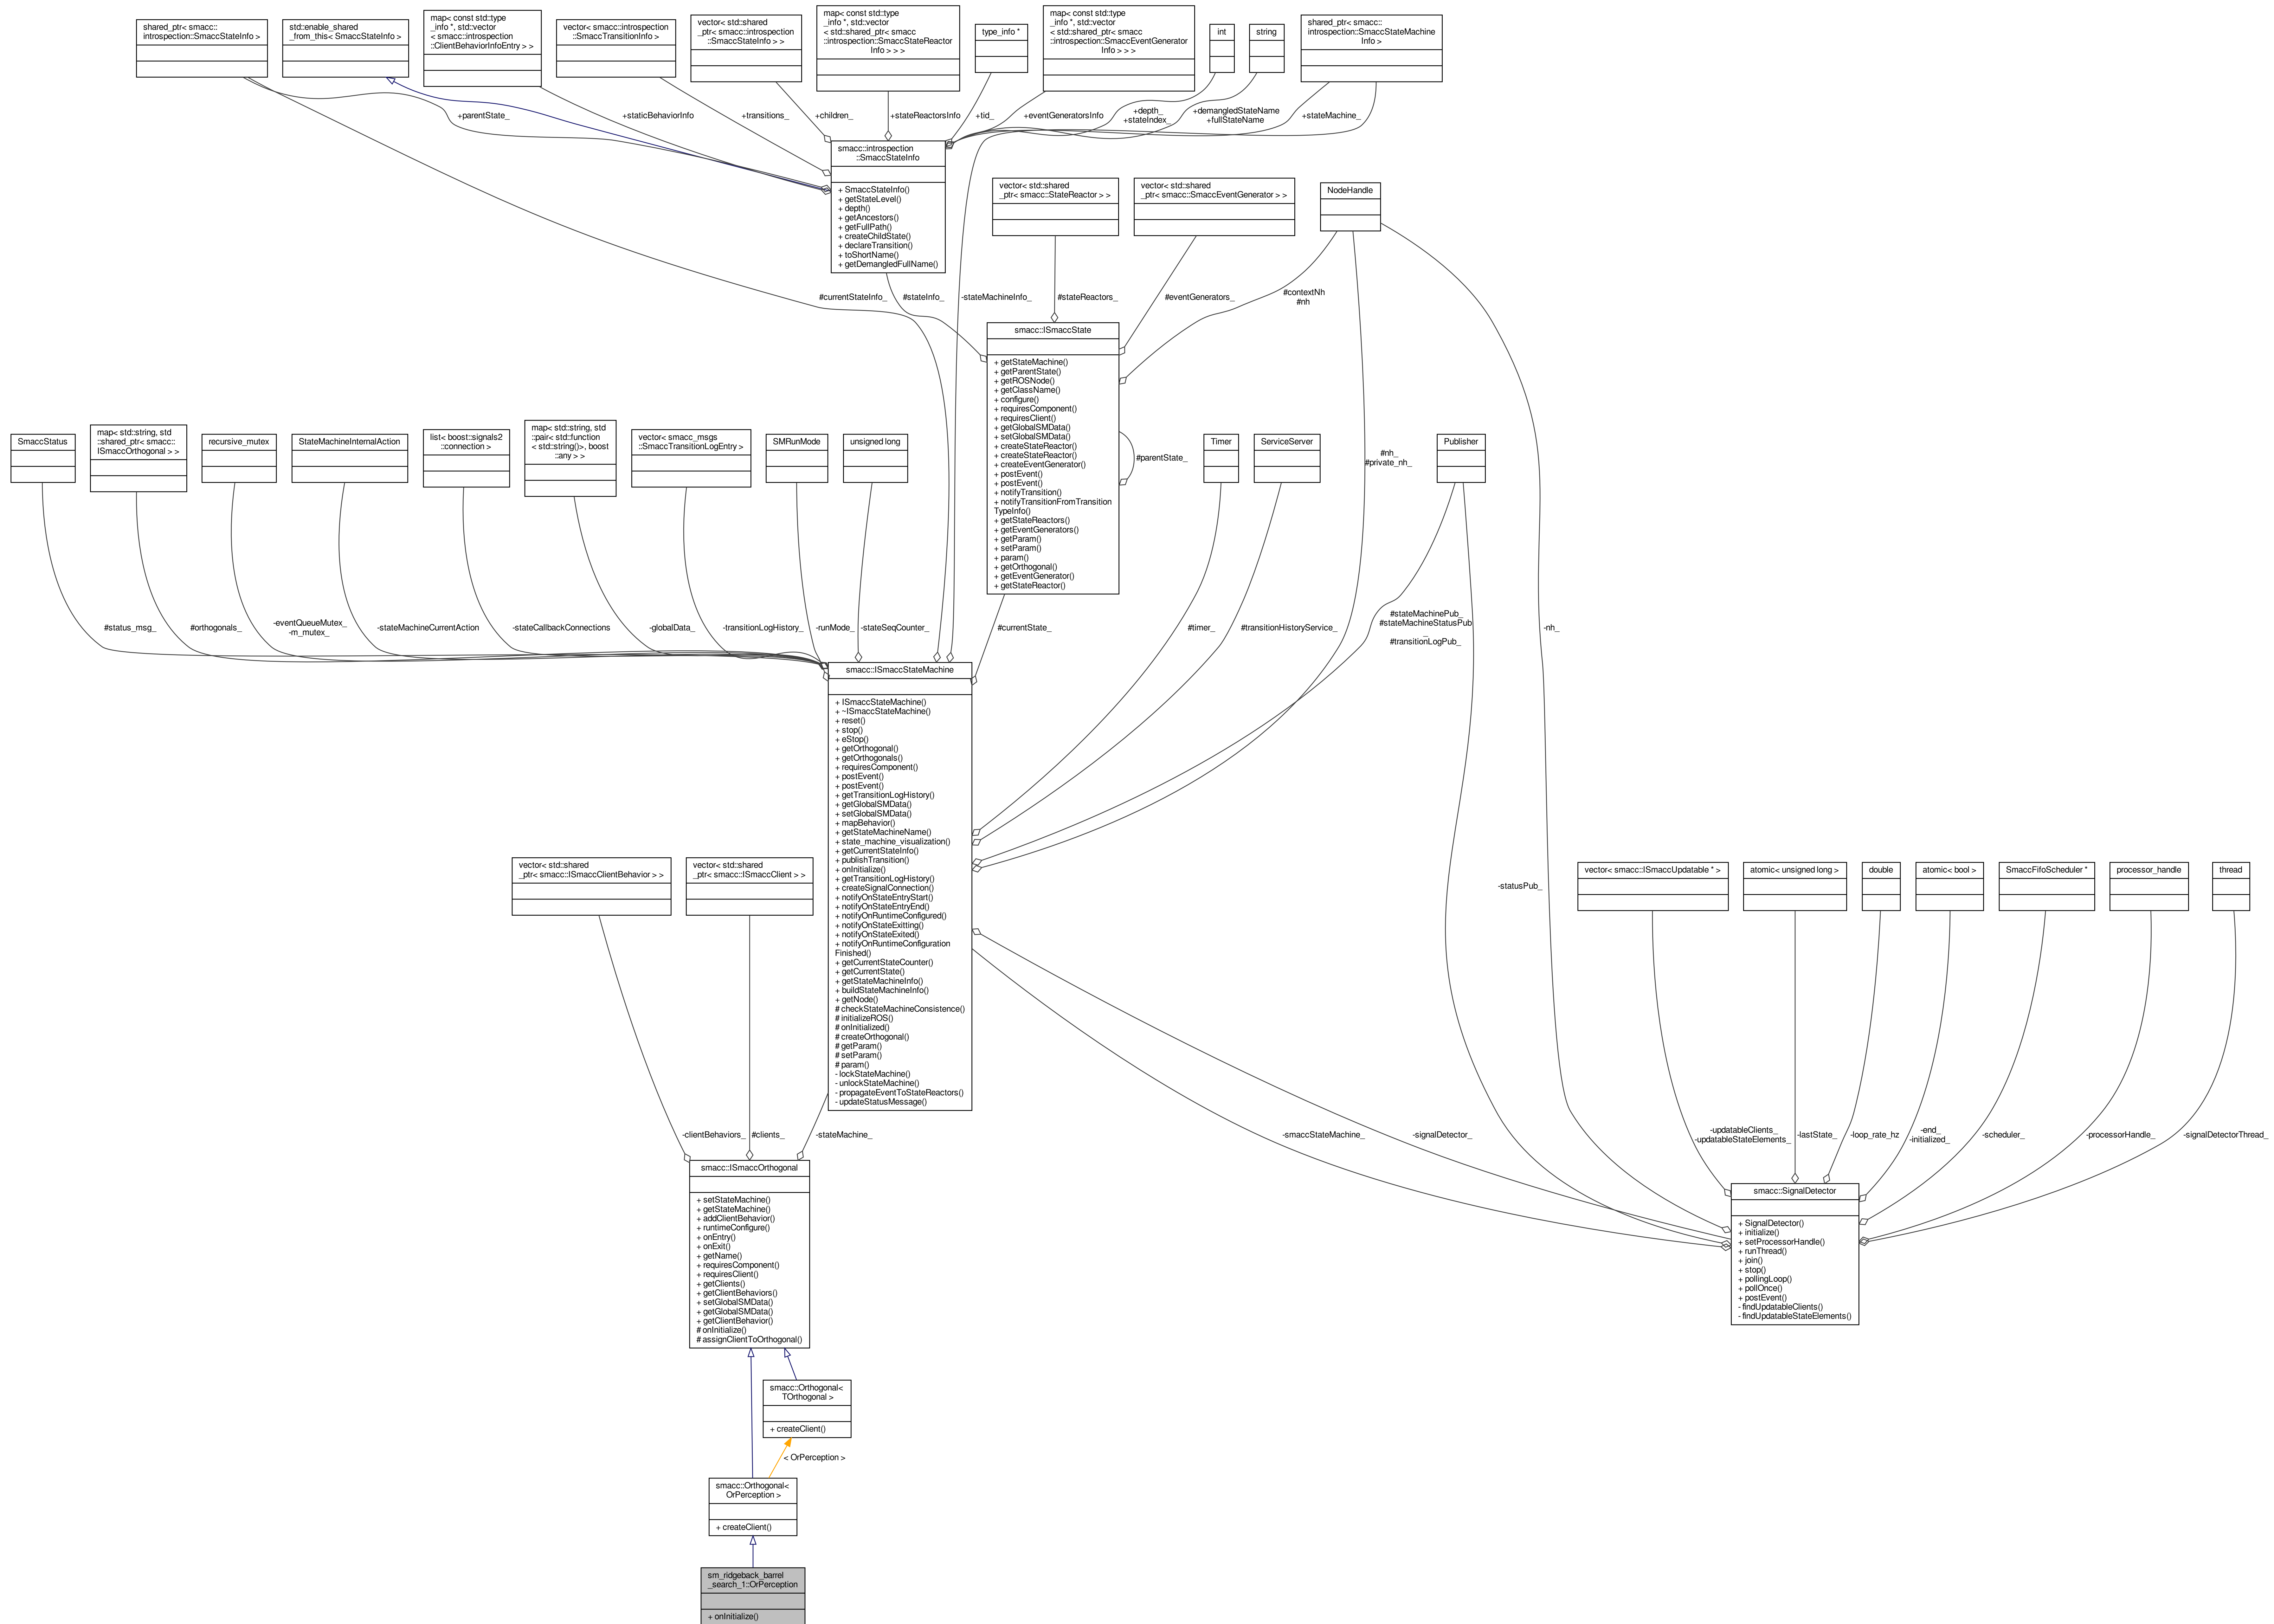 shared_ptr< smacc::
introspection::SmaccStateInfo >
std::enable_shared
_from_this< SmaccStateInfo >
map< const std::type
_info *, std::vector
< smacc::introspection
::ClientBehaviorInfoEntry > >
vector< smacc::introspection
::SmaccTransitionInfo >
vector< std::shared
_ptr< smacc::introspection
::SmaccStateInfo > >
map< const std::type
_info *, std::vector
< std::shared_ptr< smacc
::introspection::SmaccStateReactor
Info > > >
type_info *
map< const std::type
_info *, std::vector
< std::shared_ptr< smacc
::introspection::SmaccEventGenerator
Info > > >
int
string
shared_ptr< smacc::
introspection::SmaccStateMachine
Info >
+parentState_
+staticBehaviorInfo
+transitions_
+children_
+stateReactorsInfo
+tid_
+eventGeneratorsInfo
+depth_
+stateIndex_
+demangledStateName
+fullStateName
+stateMachine_
smacc::introspection
::SmaccStateInfo
+ SmaccStateInfo()
+ getStateLevel()
+ depth()
+ getAncestors()
+ getFullPath()
+ createChildState()
+ declareTransition()
+ toShortName()
+ getDemangledFullName()
vector< std::shared
_ptr< smacc::StateReactor > >
vector< std::shared
_ptr< smacc::SmaccEventGenerator > >
NodeHandle
#currentStateInfo_
#stateInfo_
-stateMachineInfo_
#stateReactors_
#eventGenerators_
#contextNh
#nh
smacc::ISmaccState
+ getStateMachine()
+ getParentState()
+ getROSNode()
+ getClassName()
+ configure()
+ requiresComponent()
+ requiresClient()
+ getGlobalSMData()
+ setGlobalSMData()
+ createStateReactor()
+ createStateReactor()
+ createEventGenerator()
+ postEvent()
+ postEvent()
+ notifyTransition()
+ notifyTransitionFromTransition
TypeInfo()
+ getStateReactors()
+ getEventGenerators()
+ getParam()
+ setParam()
+ param()
+ getOrthogonal()
+ getEventGenerator()
+ getStateReactor()
#parentState_
SmaccStatus
map< std::string, std
::shared_ptr< smacc::
ISmaccOrthogonal > >
recursive_mutex
StateMachineInternalAction
list< boost::signals2
::connection >
map< std::string, std
::pair< std::function
< std::string()>, boost
::any > >
vector< smacc_msgs
::SmaccTransitionLogEntry >
SMRunMode
unsigned long
Timer
ServiceServer
#nh_
#private_nh_
Publisher
#status_msg_
#orthogonals_
-eventQueueMutex_
-m_mutex_
-stateMachineCurrentAction
-stateCallbackConnections
-globalData_
-transitionLogHistory_
-runMode_
-stateSeqCounter_
#currentState_
#timer_
#transitionHistoryService_
#stateMachinePub_
#stateMachineStatusPub
_
#transitionLogPub_
-nh_
smacc::ISmaccStateMachine
+ ISmaccStateMachine()
+ ~ISmaccStateMachine()
+ reset()
+ stop()
+ eStop()
+ getOrthogonal()
+ getOrthogonals()
+ requiresComponent()
+ postEvent()
+ postEvent()
+ getTransitionLogHistory()
+ getGlobalSMData()
+ setGlobalSMData()
+ mapBehavior()
+ getStateMachineName()
+ state_machine_visualization()
+ getCurrentStateInfo()
+ publishTransition()
+ onInitialize()
+ getTransitionLogHistory()
+ createSignalConnection()
+ notifyOnStateEntryStart()
+ notifyOnStateEntryEnd()
+ notifyOnRuntimeConfigured()
+ notifyOnStateExitting()
+ notifyOnStateExited()
+ notifyOnRuntimeConfiguration
Finished()
+ getCurrentStateCounter()
+ getCurrentState()
+ getStateMachineInfo()
+ buildStateMachineInfo()
+ getNode()
# checkStateMachineConsistence()
# initializeROS()
# onInitialized()
# createOrthogonal()
# getParam()
# setParam()
# param()
- lockStateMachine()
- unlockStateMachine()
- propagateEventToStateReactors()
- updateStatusMessage()
vector< std::shared
_ptr< smacc::ISmaccClientBehavior > >
vector< std::shared
_ptr< smacc::ISmaccClient > >
-statusPub_
vector< smacc::ISmaccUpdatable * >
atomic< unsigned long >
double
atomic< bool >
SmaccFifoScheduler *
processor_handle
thread
-clientBehaviors_
#clients_
-stateMachine_
-smaccStateMachine_
-signalDetector_
-updatableClients_
-updatableStateElements_
-lastState_
-loop_rate_hz
-end_
-initialized_
-scheduler_
-processorHandle_
-signalDetectorThread_
smacc::ISmaccOrthogonal
+ setStateMachine()
+ getStateMachine()
+ addClientBehavior()
+ runtimeConfigure()
+ onEntry()
+ onExit()
+ getName()
+ requiresComponent()
+ requiresClient()
+ getClients()
+ getClientBehaviors()
+ setGlobalSMData()
+ getGlobalSMData()
+ getClientBehavior()
# onInitialize()
# assignClientToOrthogonal()
smacc::SignalDetector
+ SignalDetector()
+ initialize()
+ setProcessorHandle()
+ runThread()
+ join()
+ stop()
+ pollingLoop()
+ pollOnce()
+ postEvent()
- findUpdatableClients()
- findUpdatableStateElements()
smacc::Orthogonal<
TOrthogonal >
+ createClient()
< OrPerception >
smacc::Orthogonal<
OrPerception >
+ createClient()
sm_ridgeback_barrel
_search_1::OrPerception
+ onInitialize()